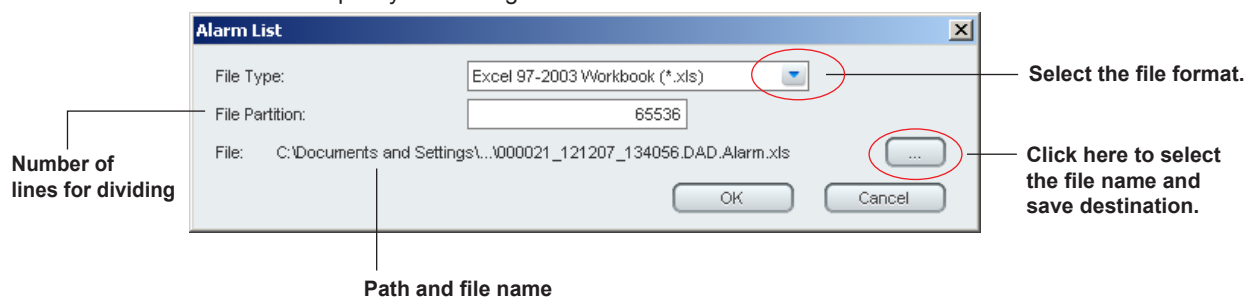 Alarm List
File Type: Excel 97-2003 Workbook (*.xls)
Select the file format.
File Partition: 65536
Number of
lines for dividing
File: C:\Documents and Settings\...\000021_121207_134056.DAD.Alarm.xls ...
Click here to select
the file name and
save destination.
OK Cancel
Path and file name